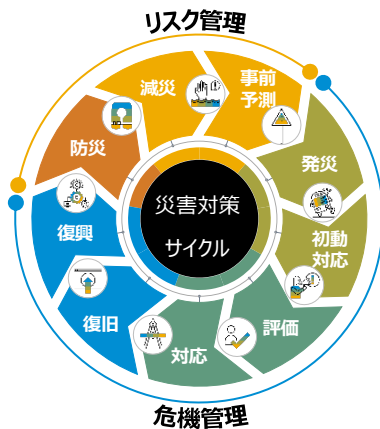 リスク管理
減災
事前
予測
防災
発災
災害対策
サイクル
復興
初動
対応
復旧
対応
評価
危機管理